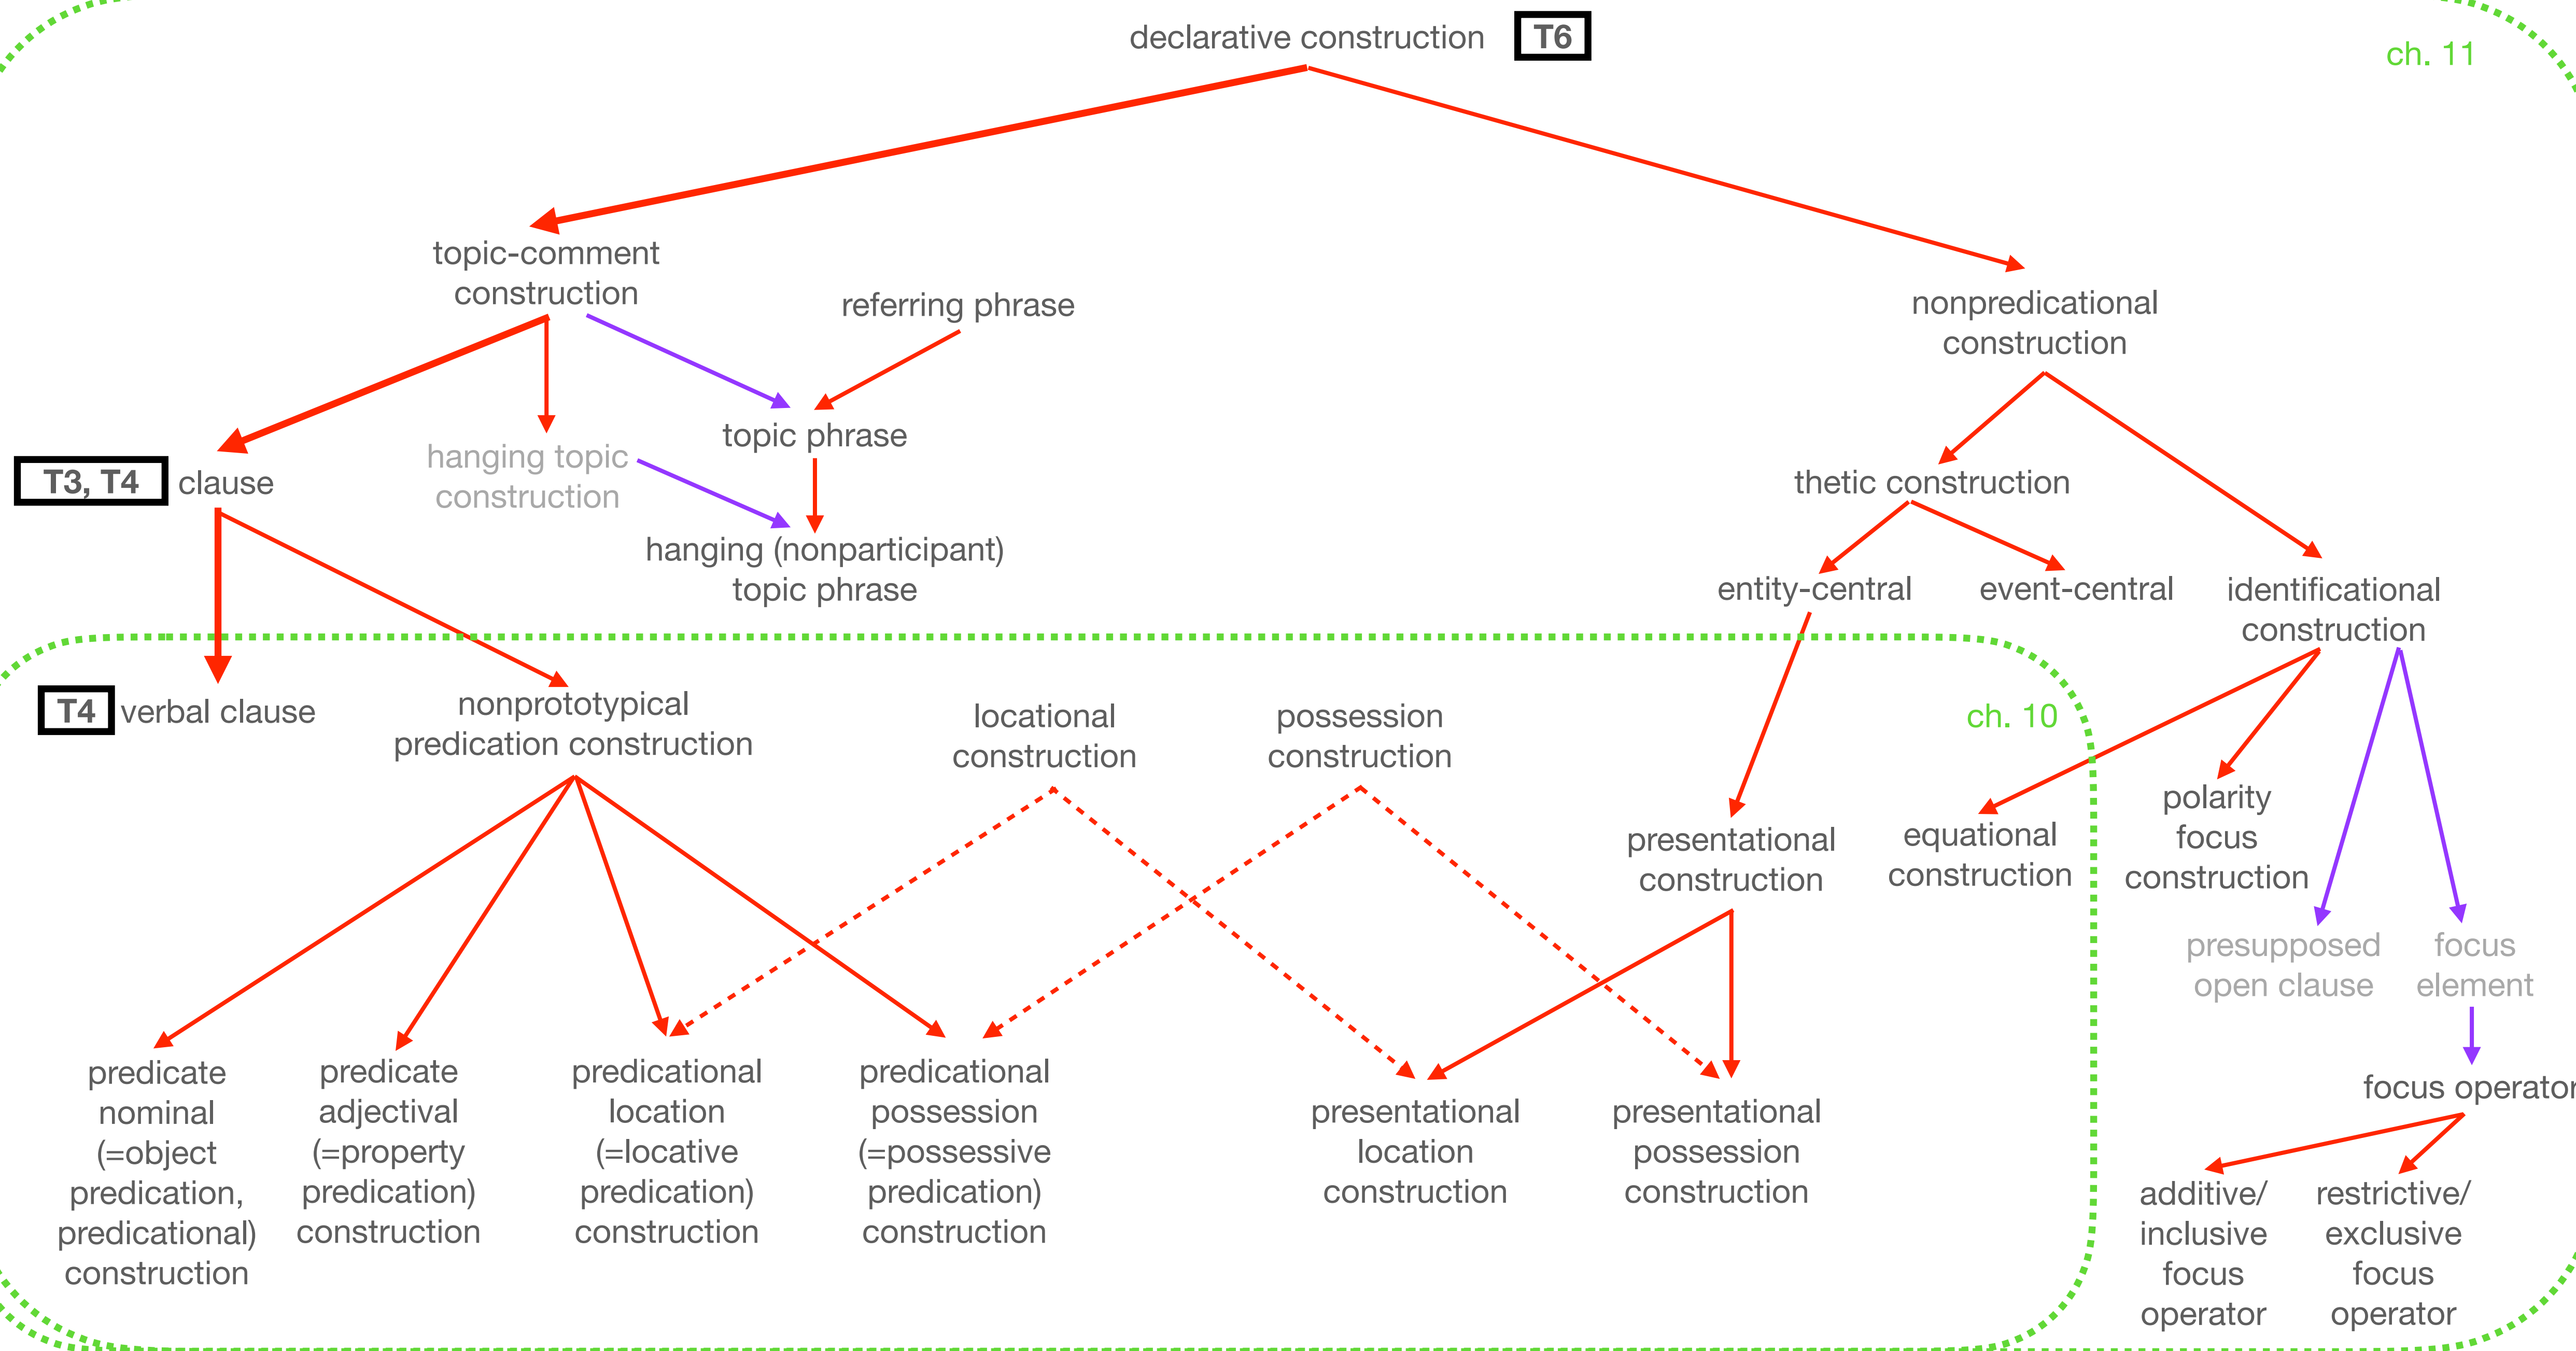 declarative construction
T6
ch. 11
topic-comment
construction
referring phrase
nonpredicational
construction
topic phrase
hanging topic
construction
T3, T4
clause
thetic construction
hanging (nonparticipant)
topic phrase
entity-central
event-central
identificational
construction
T4
verbal clause
nonprototypical
predication construction
locational
construction
possession
construction
ch. 10
presentational
construction
equational
construction
polarity
focus
construction
presupposed
open clause
focus
element
focus operator
predicate
nominal
(=object
predication,
predicational)
construction
predicate
adjectival
(=property
predication)
construction
predicational
location
(=locative
predication)
construction
predicational
possession
(=possessive
predication)
construction
presentational
location
construction
presentational
possession
construction
additive/
inclusive
focus
operator
restrictive/
exclusive
focus
operator